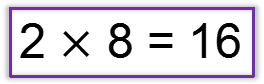 2 × 8 = 16